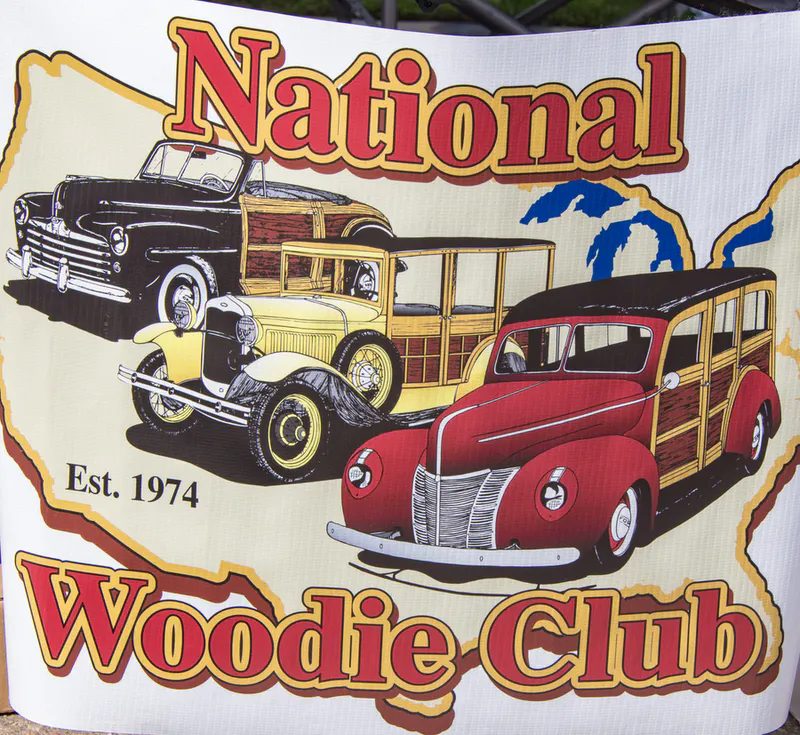 National
Est. 1974
Woodie Club